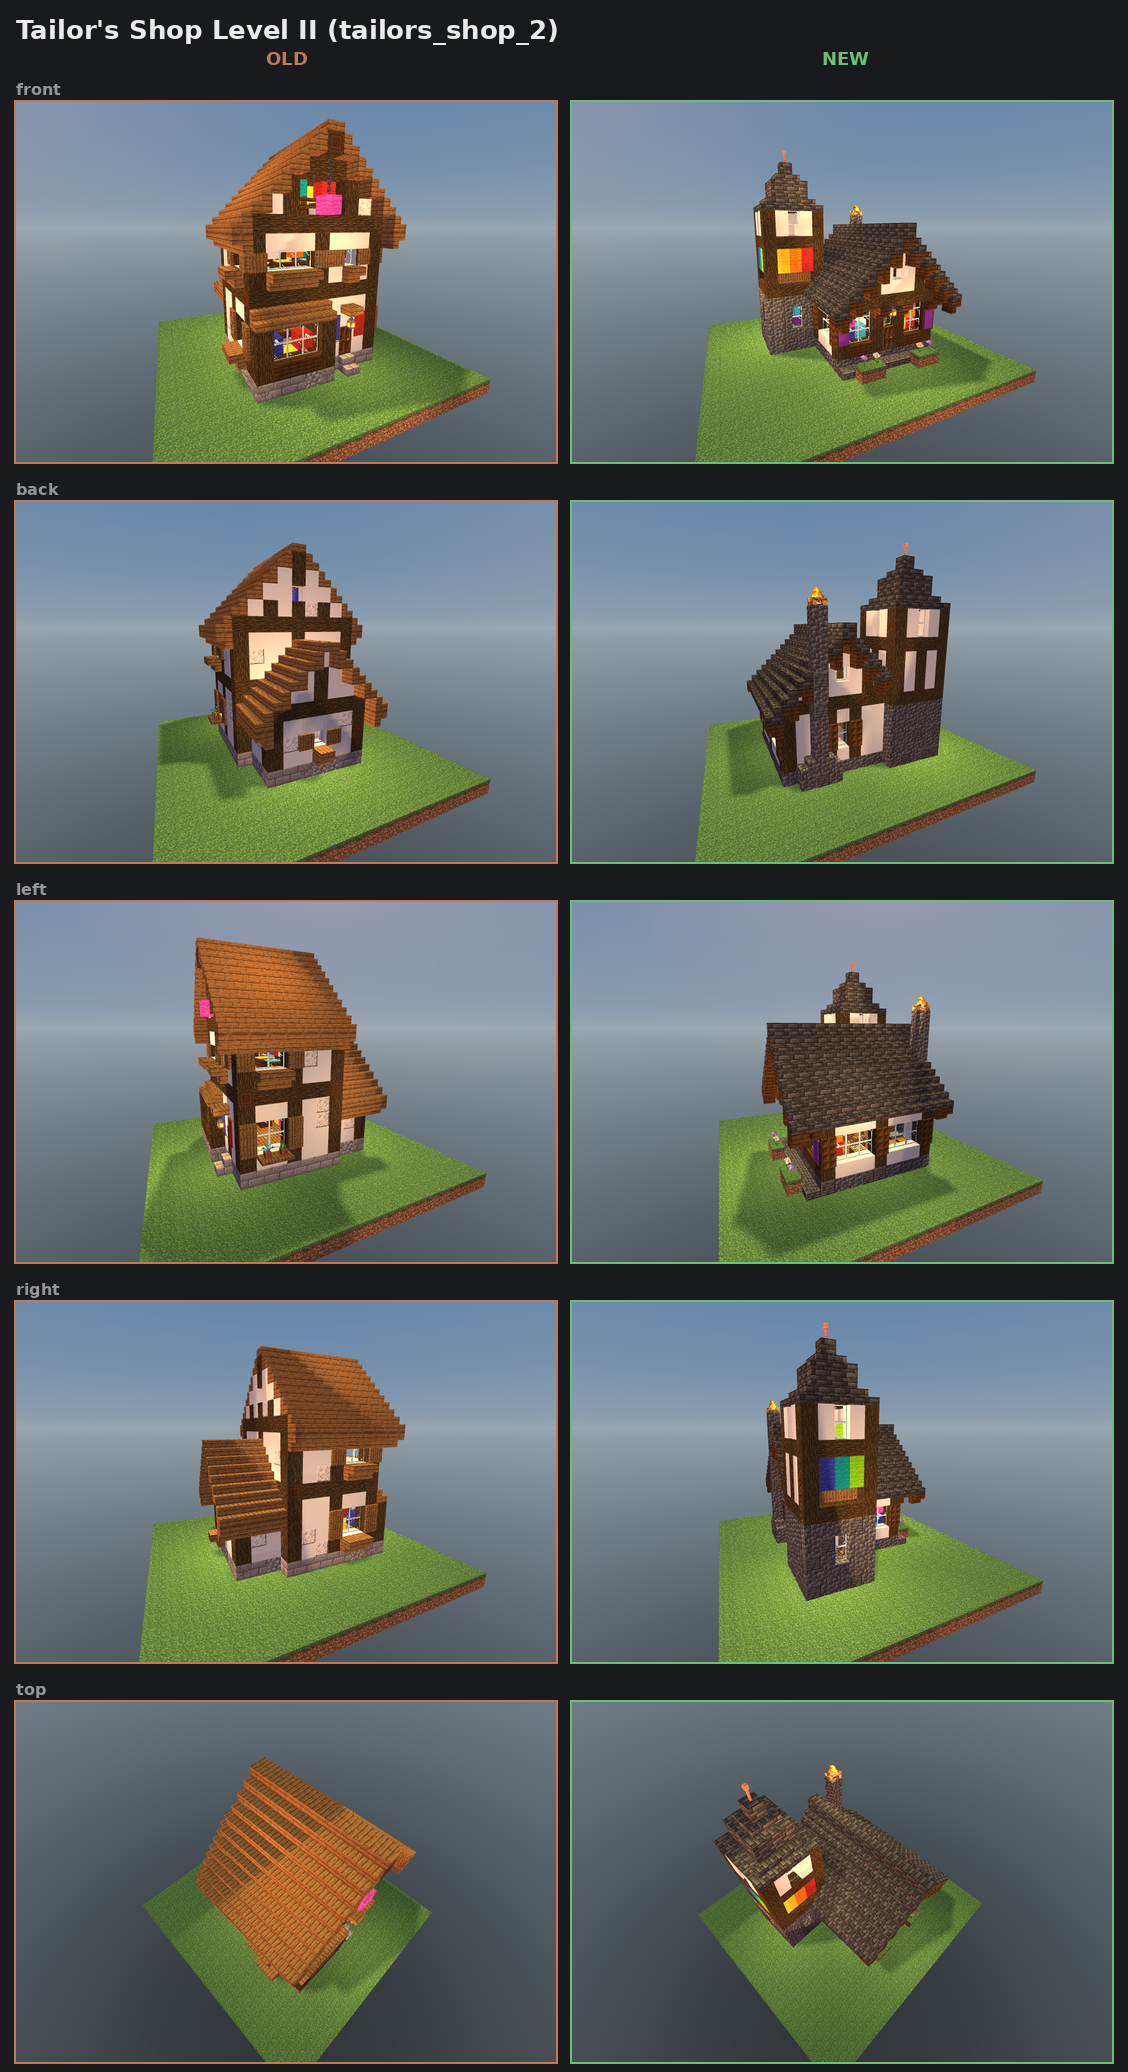 Tailor's Shop Level II (tailors_shop_2)
OLD NEW
front
back
left
right
top